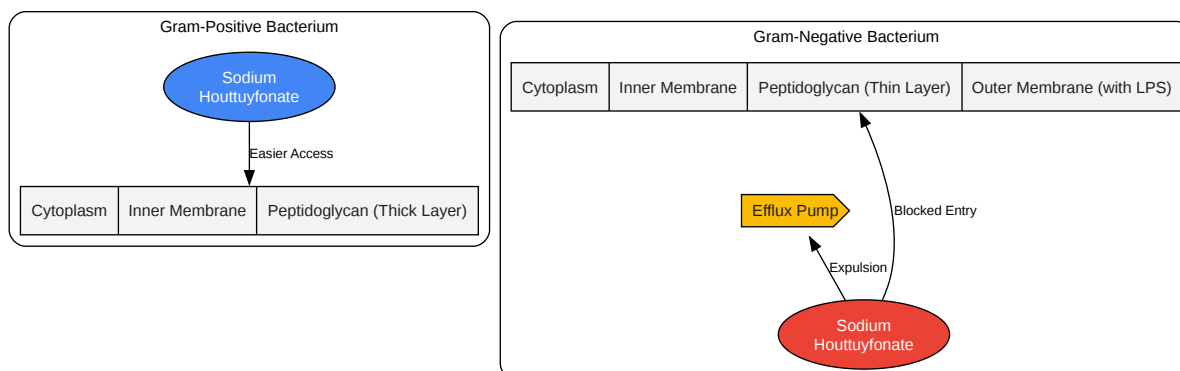 Gram-Positive Bacterium
Sodium
Houttuyfonate
Easier Access
Cytoplasm
Inner Membrane
Peptidoglycan (Thick Layer)
Gram-Negative Bacterium
Cytoplasm
Inner Membrane
Peptidoglycan (Thin Layer)
Outer Membrane (with LPS)
Efflux Pump
Blocked Entry
Expulsion
Sodium
Houttuyfonate